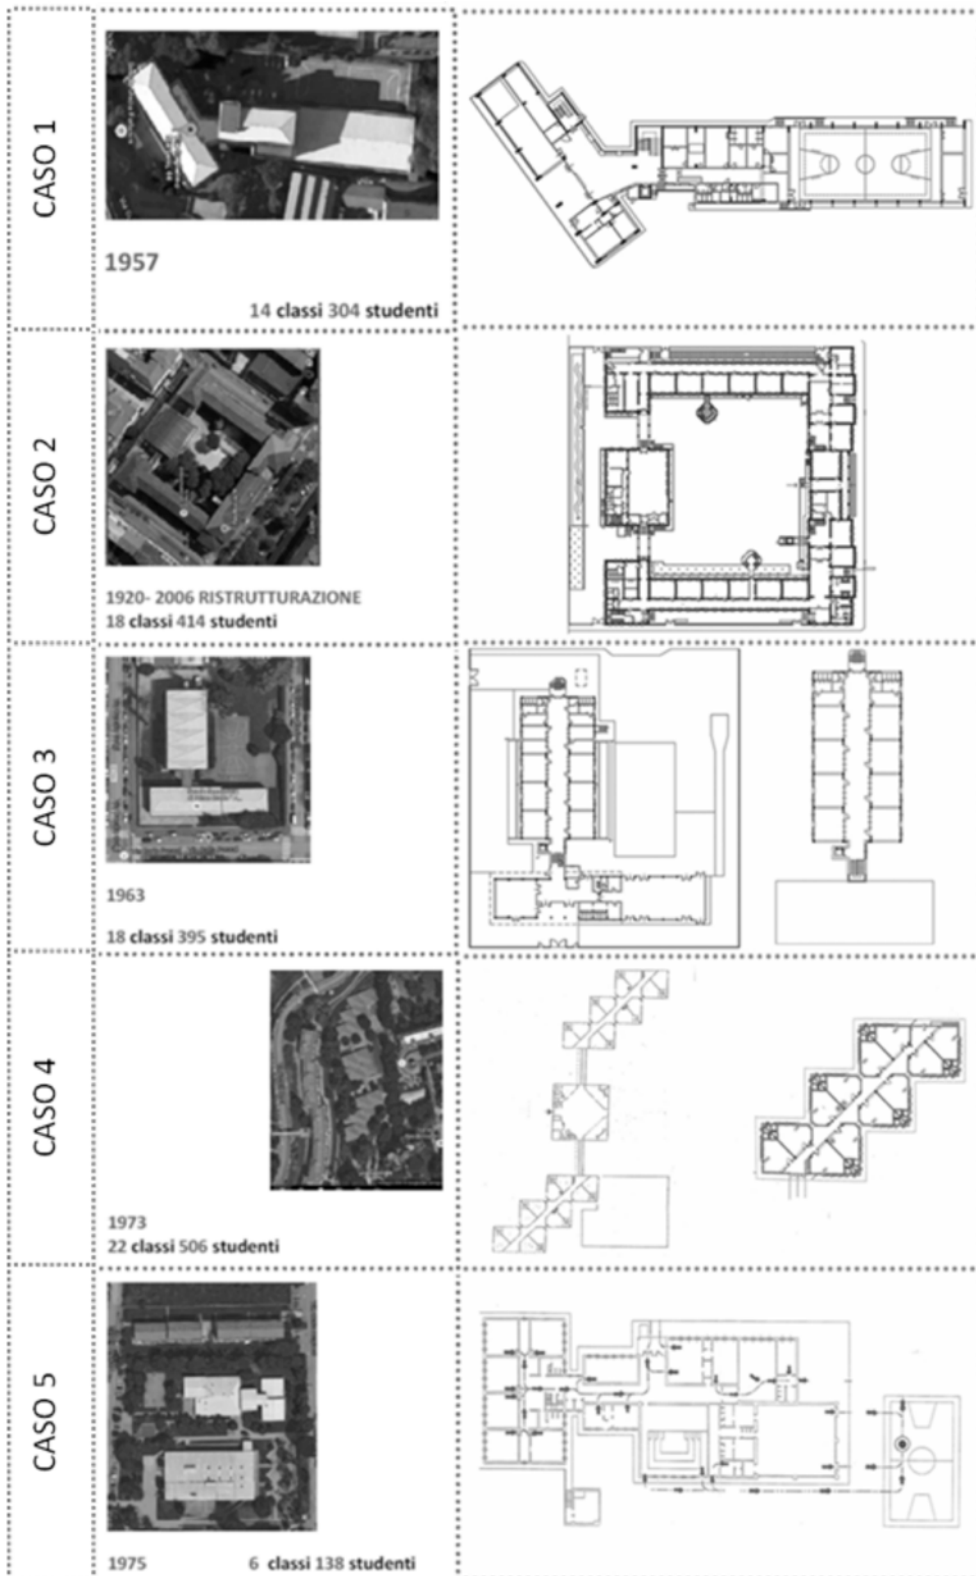 CASO 1
1957
14 classi 304 studenti
CASO 2
1920- 2006 RISTRUTTURAZIONE
18 classi 414 studenti
CASO 3
1963
18 classi 395 studenti
CASO 4
1973
22 classi 506 studenti
CASO 5
1975 6 classi 138 studenti